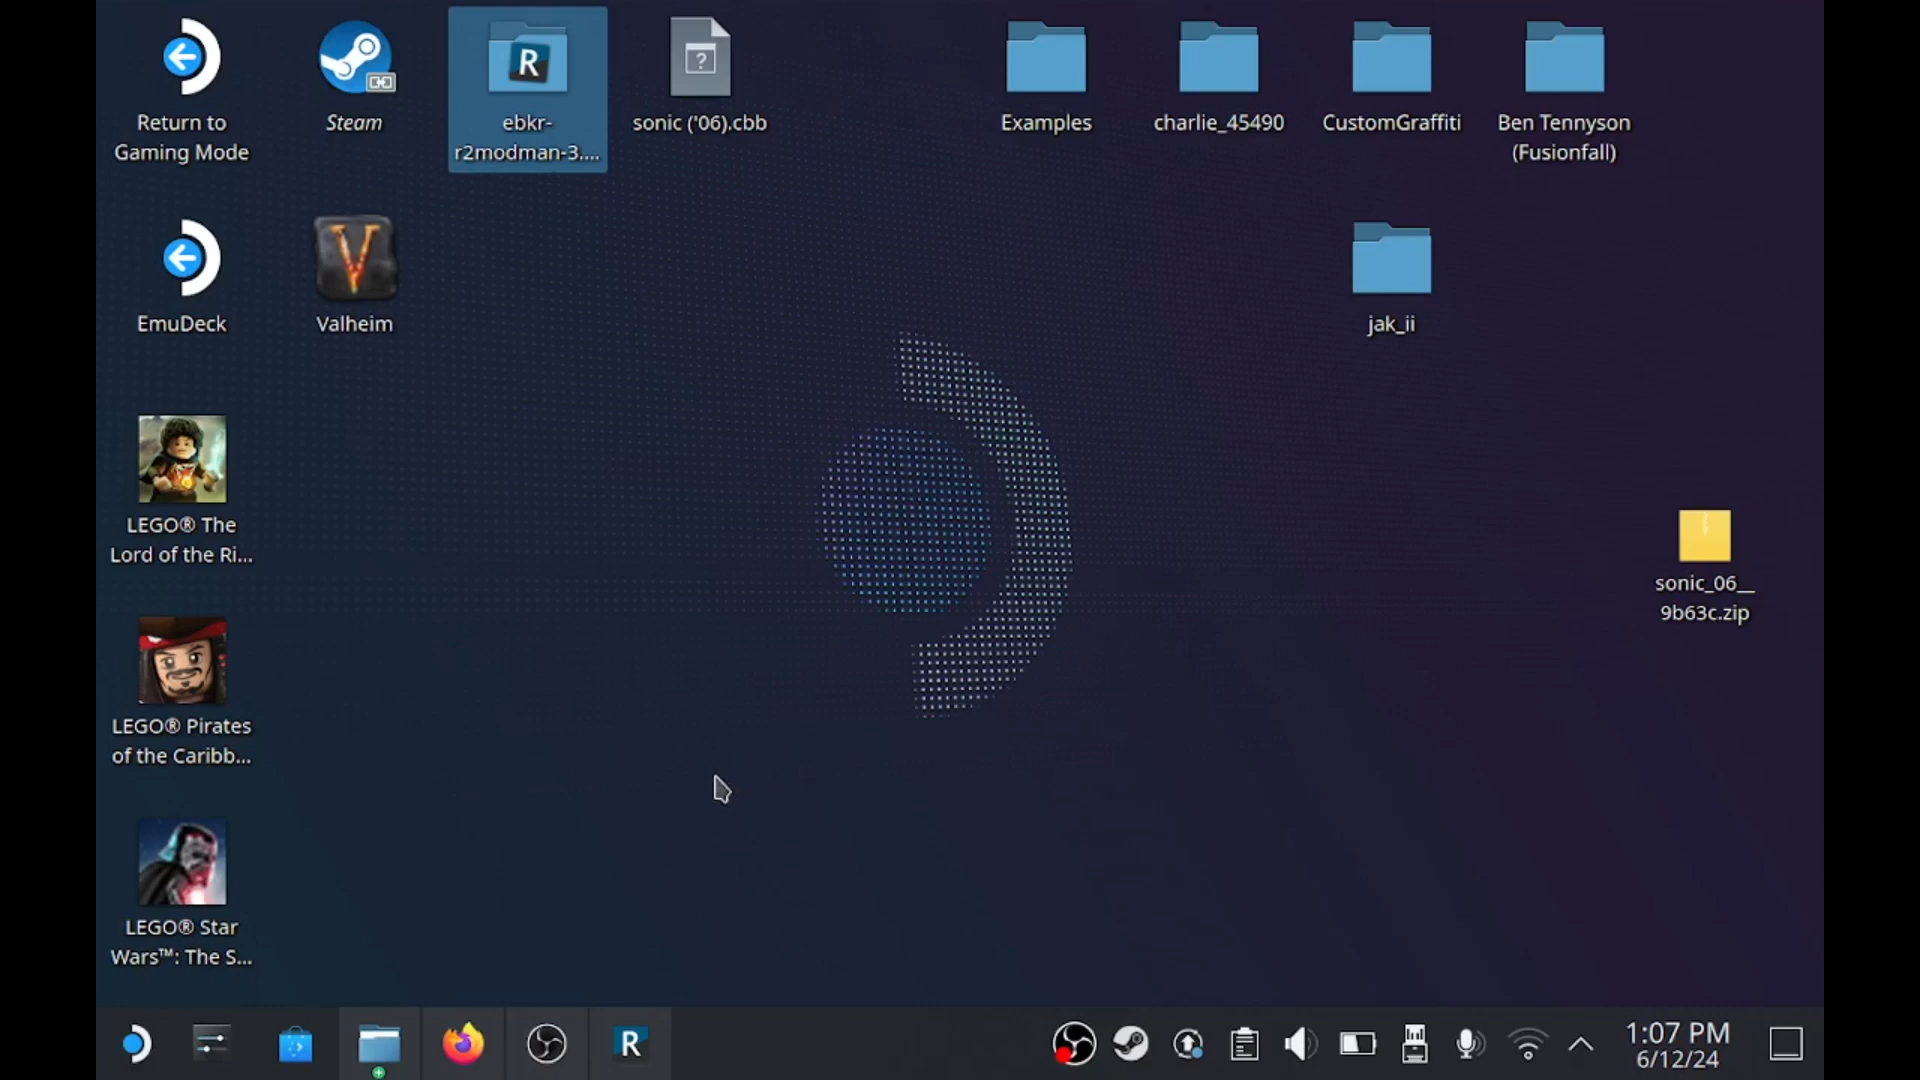 Return to
Gaming Mode
Steam
R
ebkr-
r2modman-3....
?
sonic ('06).cbb
Examples
charlie_45490
CustomGraffiti
Ben Tennyson
(Fusionfall)
EmuDeck
V
Valheim
jak_ii
LEGO® The
Lord of the Ri...
sonic_06__
9b63c.zip
LEGO® Pirates
of the Caribb...
LEGO® Star
Wars™: The S...
R
1:07 PM
6/12/24